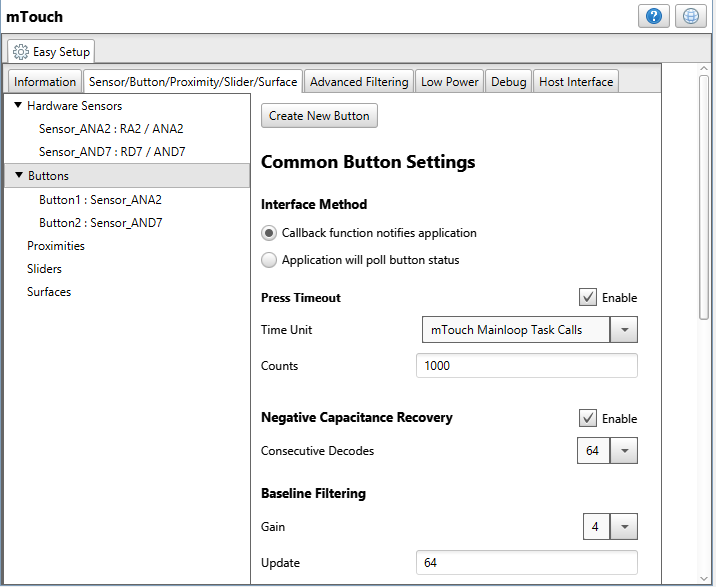 mTouch
Easy Setup
Information Sensor/Button/Proximity/Slider/Surface Advanced Filtering Low Power Debug Host Interface
Hardware Sensors
Sensor_ANA2 : RA2 / ANA2
Sensor_AND7 : RD7 / AND7
Buttons
Button1 : Sensor_ANA2
Button2 : Sensor_AND7
Proximities
Sliders
Surfaces
Create New Button
Common Button Settings
Interface Method
Callback function notifies application
Application will poll button status
Press Timeout Enable
Time Unit mTouch Mainloop Task Calls
Counts 1000
Negative Capacitance Recovery Enable
Consecutive Decodes 64
Baseline Filtering
Gain 4
Update 64